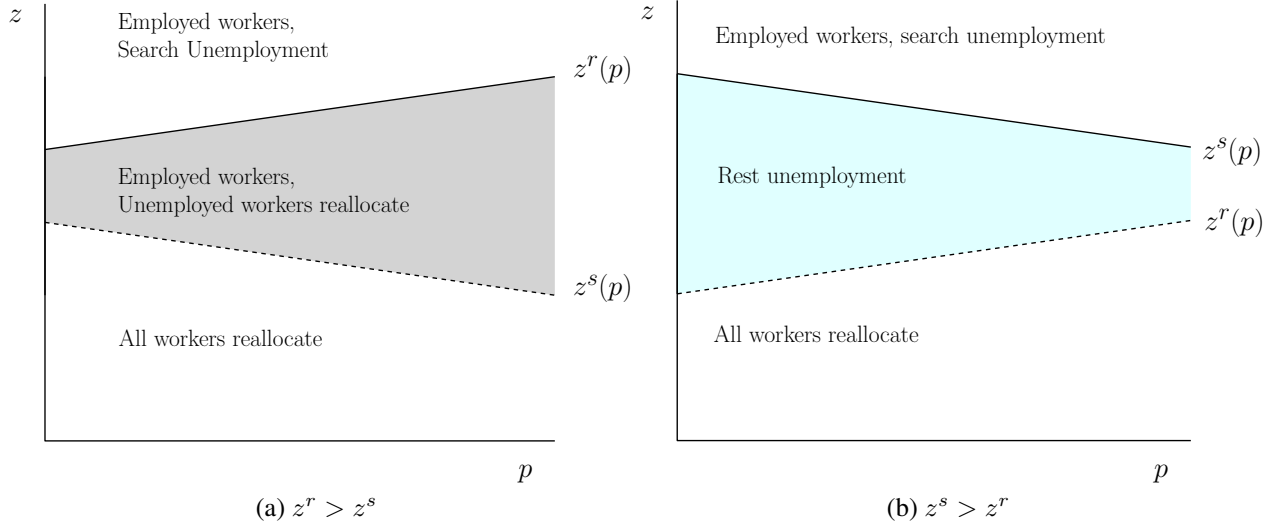 z
Employed workers,
Search Unemployment
z^r(p)
Employed workers,
Unemployed workers reallocate
z^s(p)
All workers reallocate
p
(a) z^r > z^s
z
Employed workers, search unemployment
z^s(p)
Rest unemployment
z^r(p)
All workers reallocate
p
(b) z^s > z^r